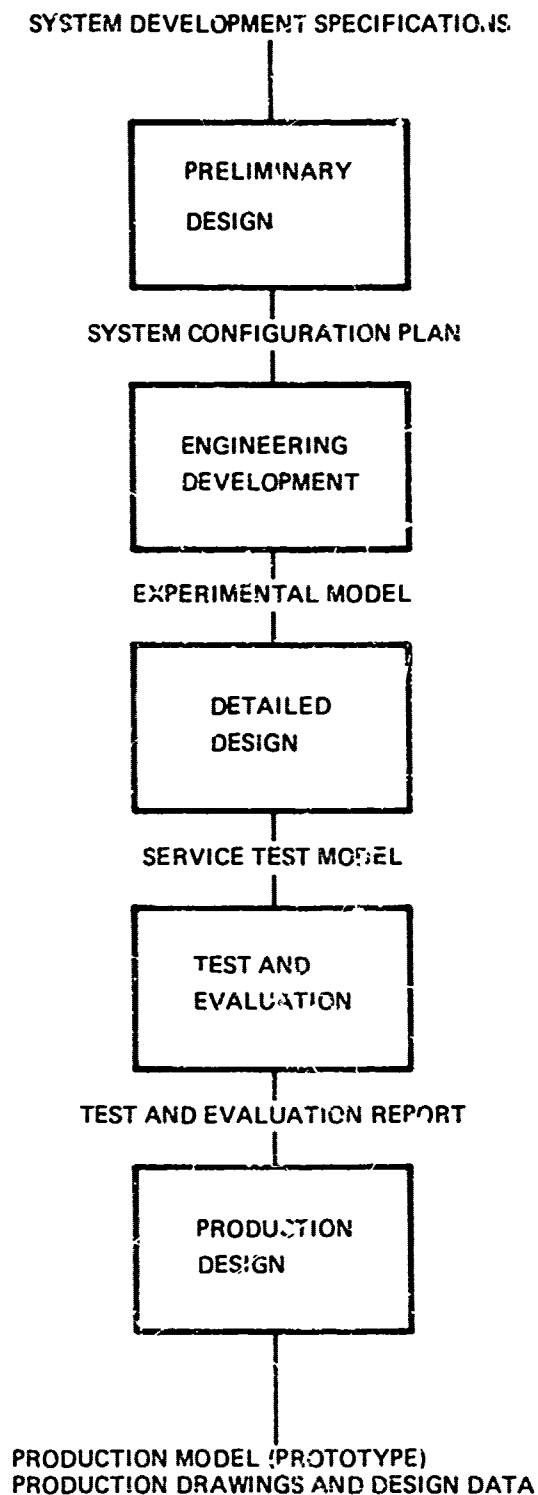 SYSTEM DEVELOPMENT SPECIFICATIONS
PRELIMINARY
DESIGN
SYSTEM CONFIGURATION PLAN
ENGINEERING
DEVELOPMENT
EXPERIMENTAL MODEL
DETAILED
DESIGN
SERVICE TEST MODEL
TEST AND
EVALUATION
TEST AND EVALUATION REPORT
PRODUCTION
DESIGN
PRODUCTION MODEL (PROTOTYPE)
PRODUCTION DRAWINGS AND DESIGN DATA